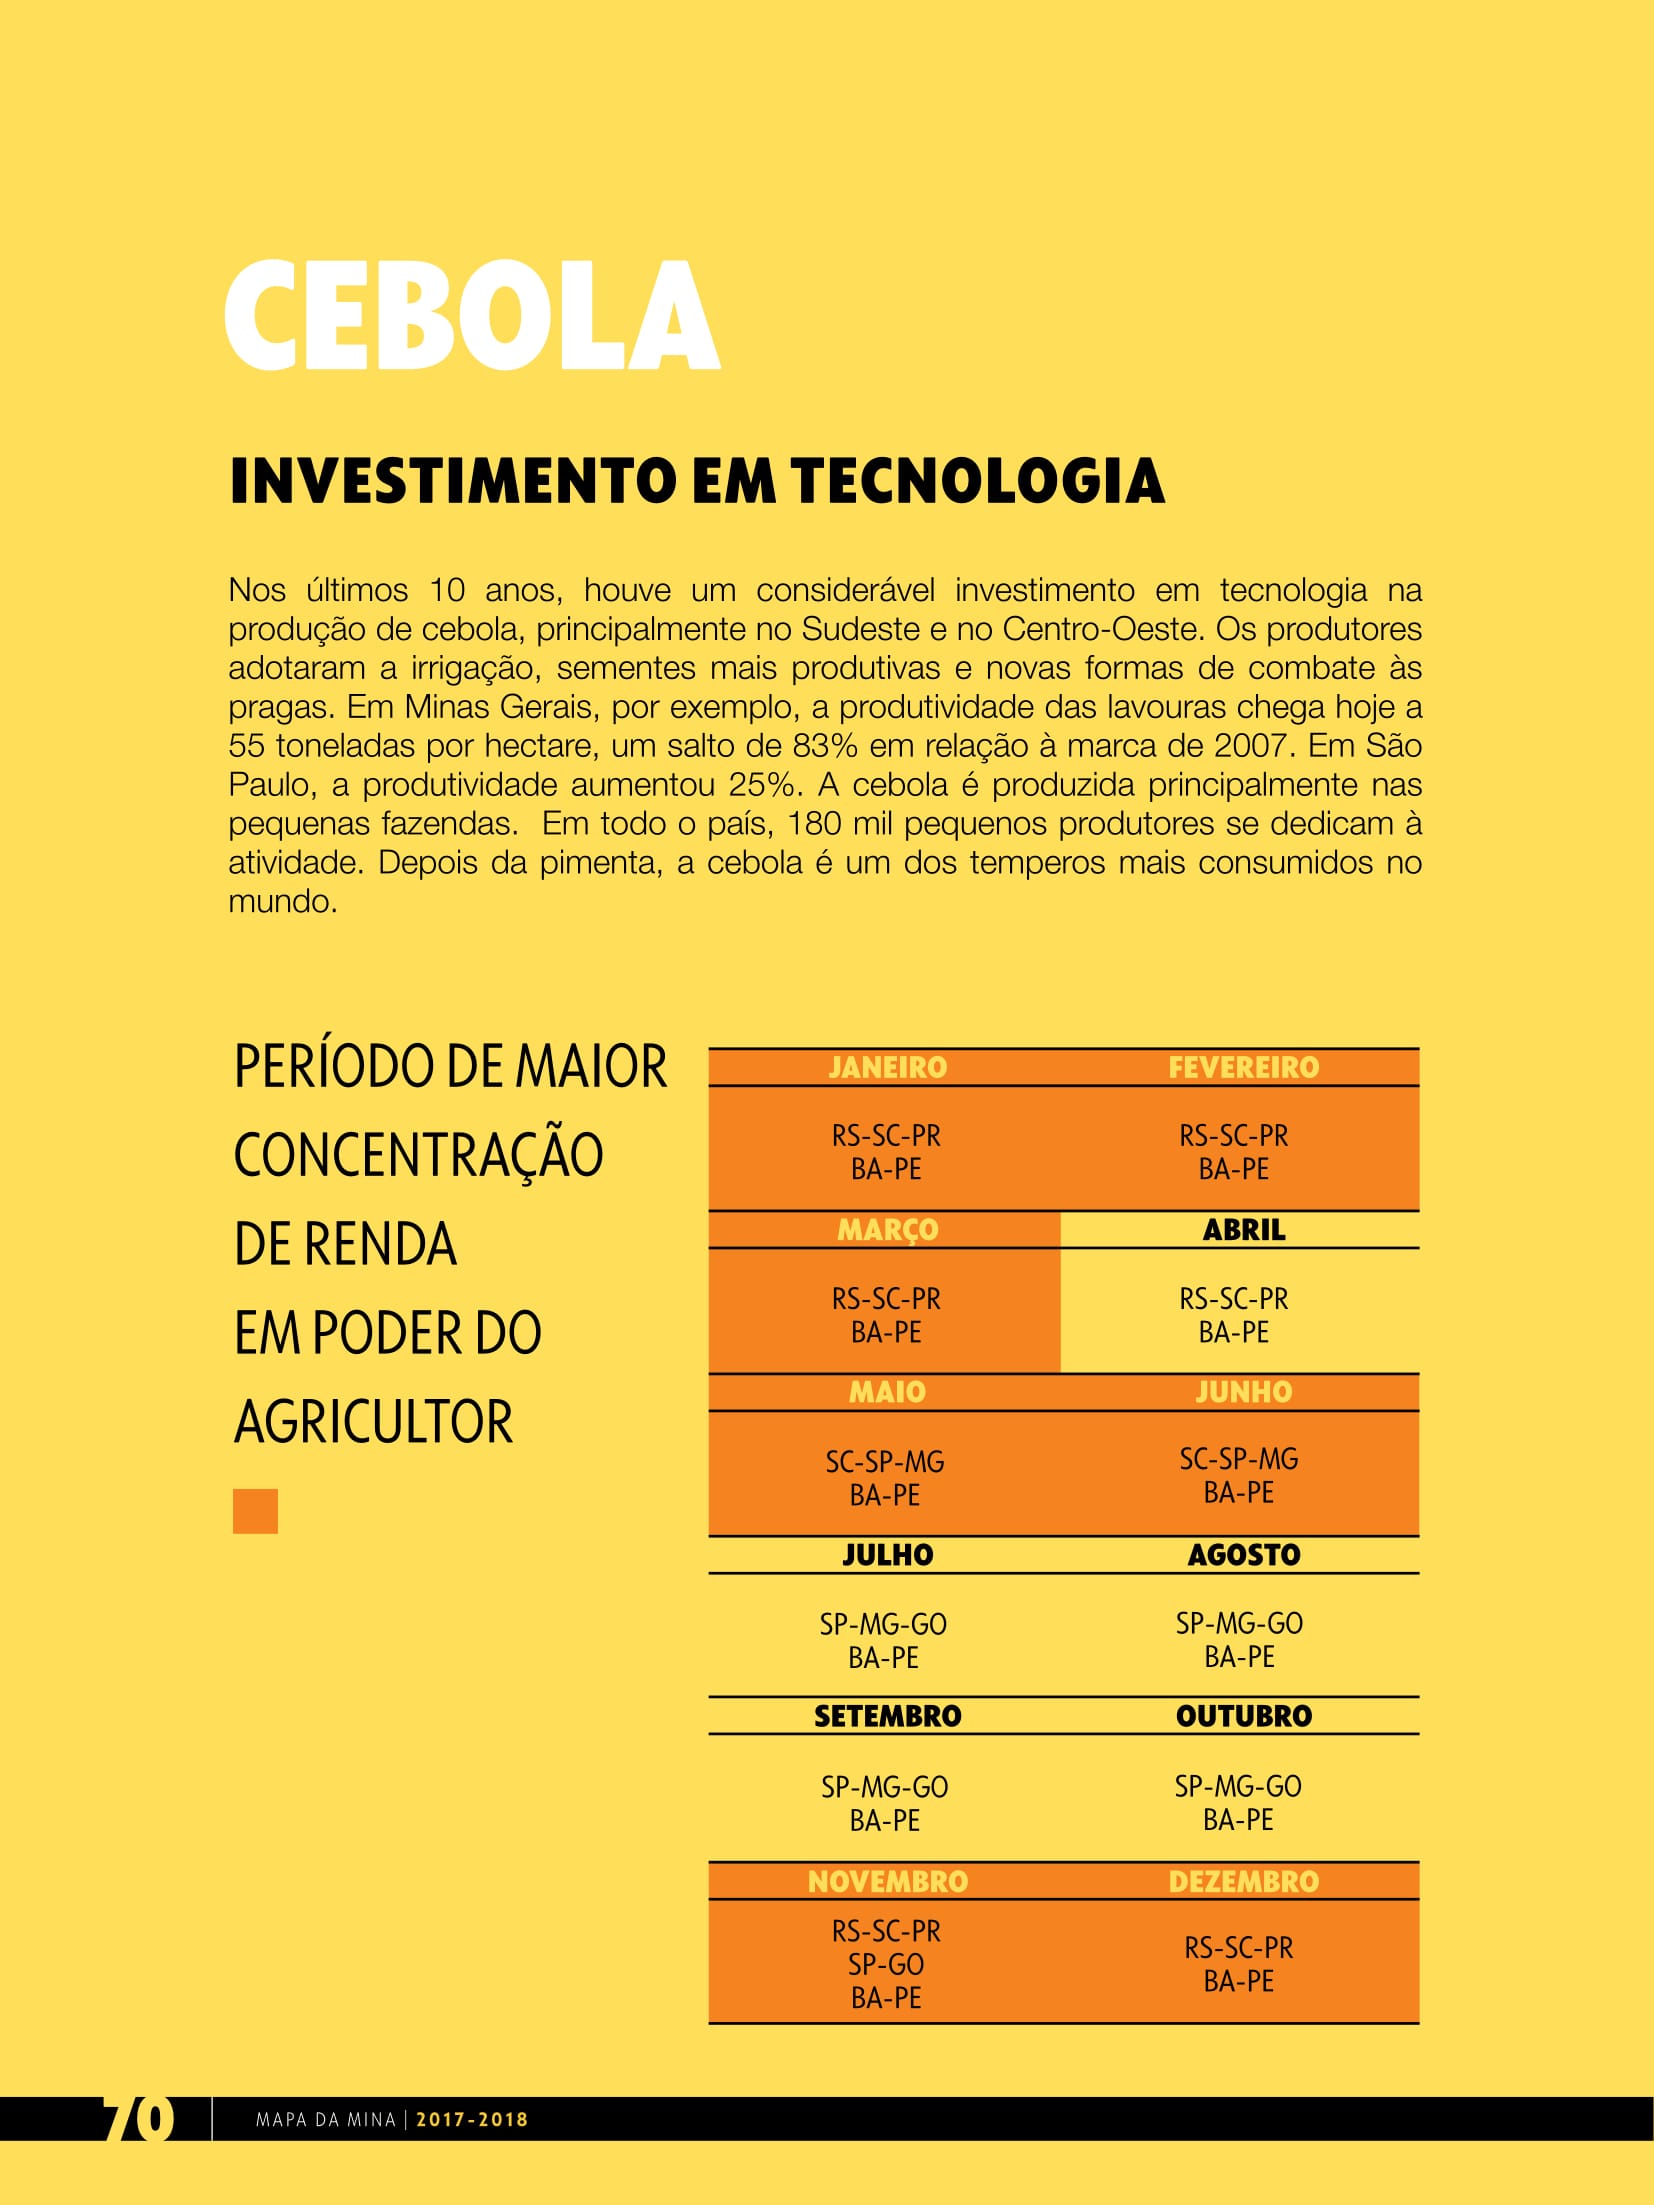 CEBOLA
INVESTIMENTO EM TECNOLOGIA
Nos últimos 10 anos, houve um considerável investimento em tecnologia na
produção de cebola, principalmente no Sudeste e no Centro-Oeste. Os produtores
adotaram a irrigação, sementes mais produtivas e novas formas de combate às
pragas. Em Minas Gerais, por exemplo, a produtividade das lavouras chega hoje a
55 toneladas por hectare, um salto de 83% em relação à marca de 2007. Em São
Paulo, a produtividade aumentou 25%. A cebola é produzida principalmente nas
pequenas fazendas.  Em todo o país, 180 mil pequenos produtores se dedicam à
atividade. Depois da pimenta, a cebola é um dos temperos mais consumidos no
mundo.
PERÍODO DE MAIOR
CONCENTRAÇÃO
DE RENDA
EM PODER DO
AGRICULTOR
JANEIRO FEVEREIRO
RS-SC-PR RS-SC-PR
BA-PE BA-PE
MARÇO ABRIL
RS-SC-PR RS-SC-PR
BA-PE BA-PE
MAIO JUNHO
SC-SP-MG SC-SP-MG
BA-PE BA-PE
JULHO AGOSTO
SP-MG-GO SP-MG-GO
BA-PE BA-PE
SETEMBRO OUTUBRO
SP-MG-GO SP-MG-GO
BA-PE BA-PE
NOVEMBRO DEZEMBRO
RS-SC-PR
SP-GO
BA-PE
RS-SC-PR
BA-PE
70 MAPA DA MINA | 2017-2018